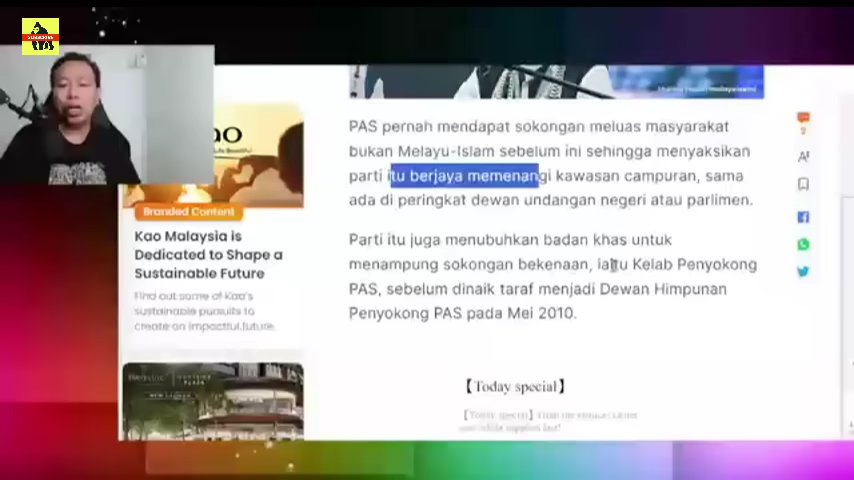 PAS pernah mendapat sokongan meluas masyarakat
bukan Melayu-Islam sebelum ini sehingga menyaksikan
parti itu berjaya memenangi kawasan campuran, sama
ada di peringkat dewan undangan negeri atau parlimen.
Parti itu juga menubuhkan badan khas untuk
menampung sokongan bekenaan, iaitu Kelab Penyokong
PAS, sebelum dinaik taraf menjadi Dewan Himpunan
Penyokong PAS pada Mei 2010.
2
Branded Content
Kao Malaysia is
Dedicated to Shape a
Sustainable Future
Find out some of Kao's
sustainable pursuits to
create an impactful future.
【Today special】
【Today special】